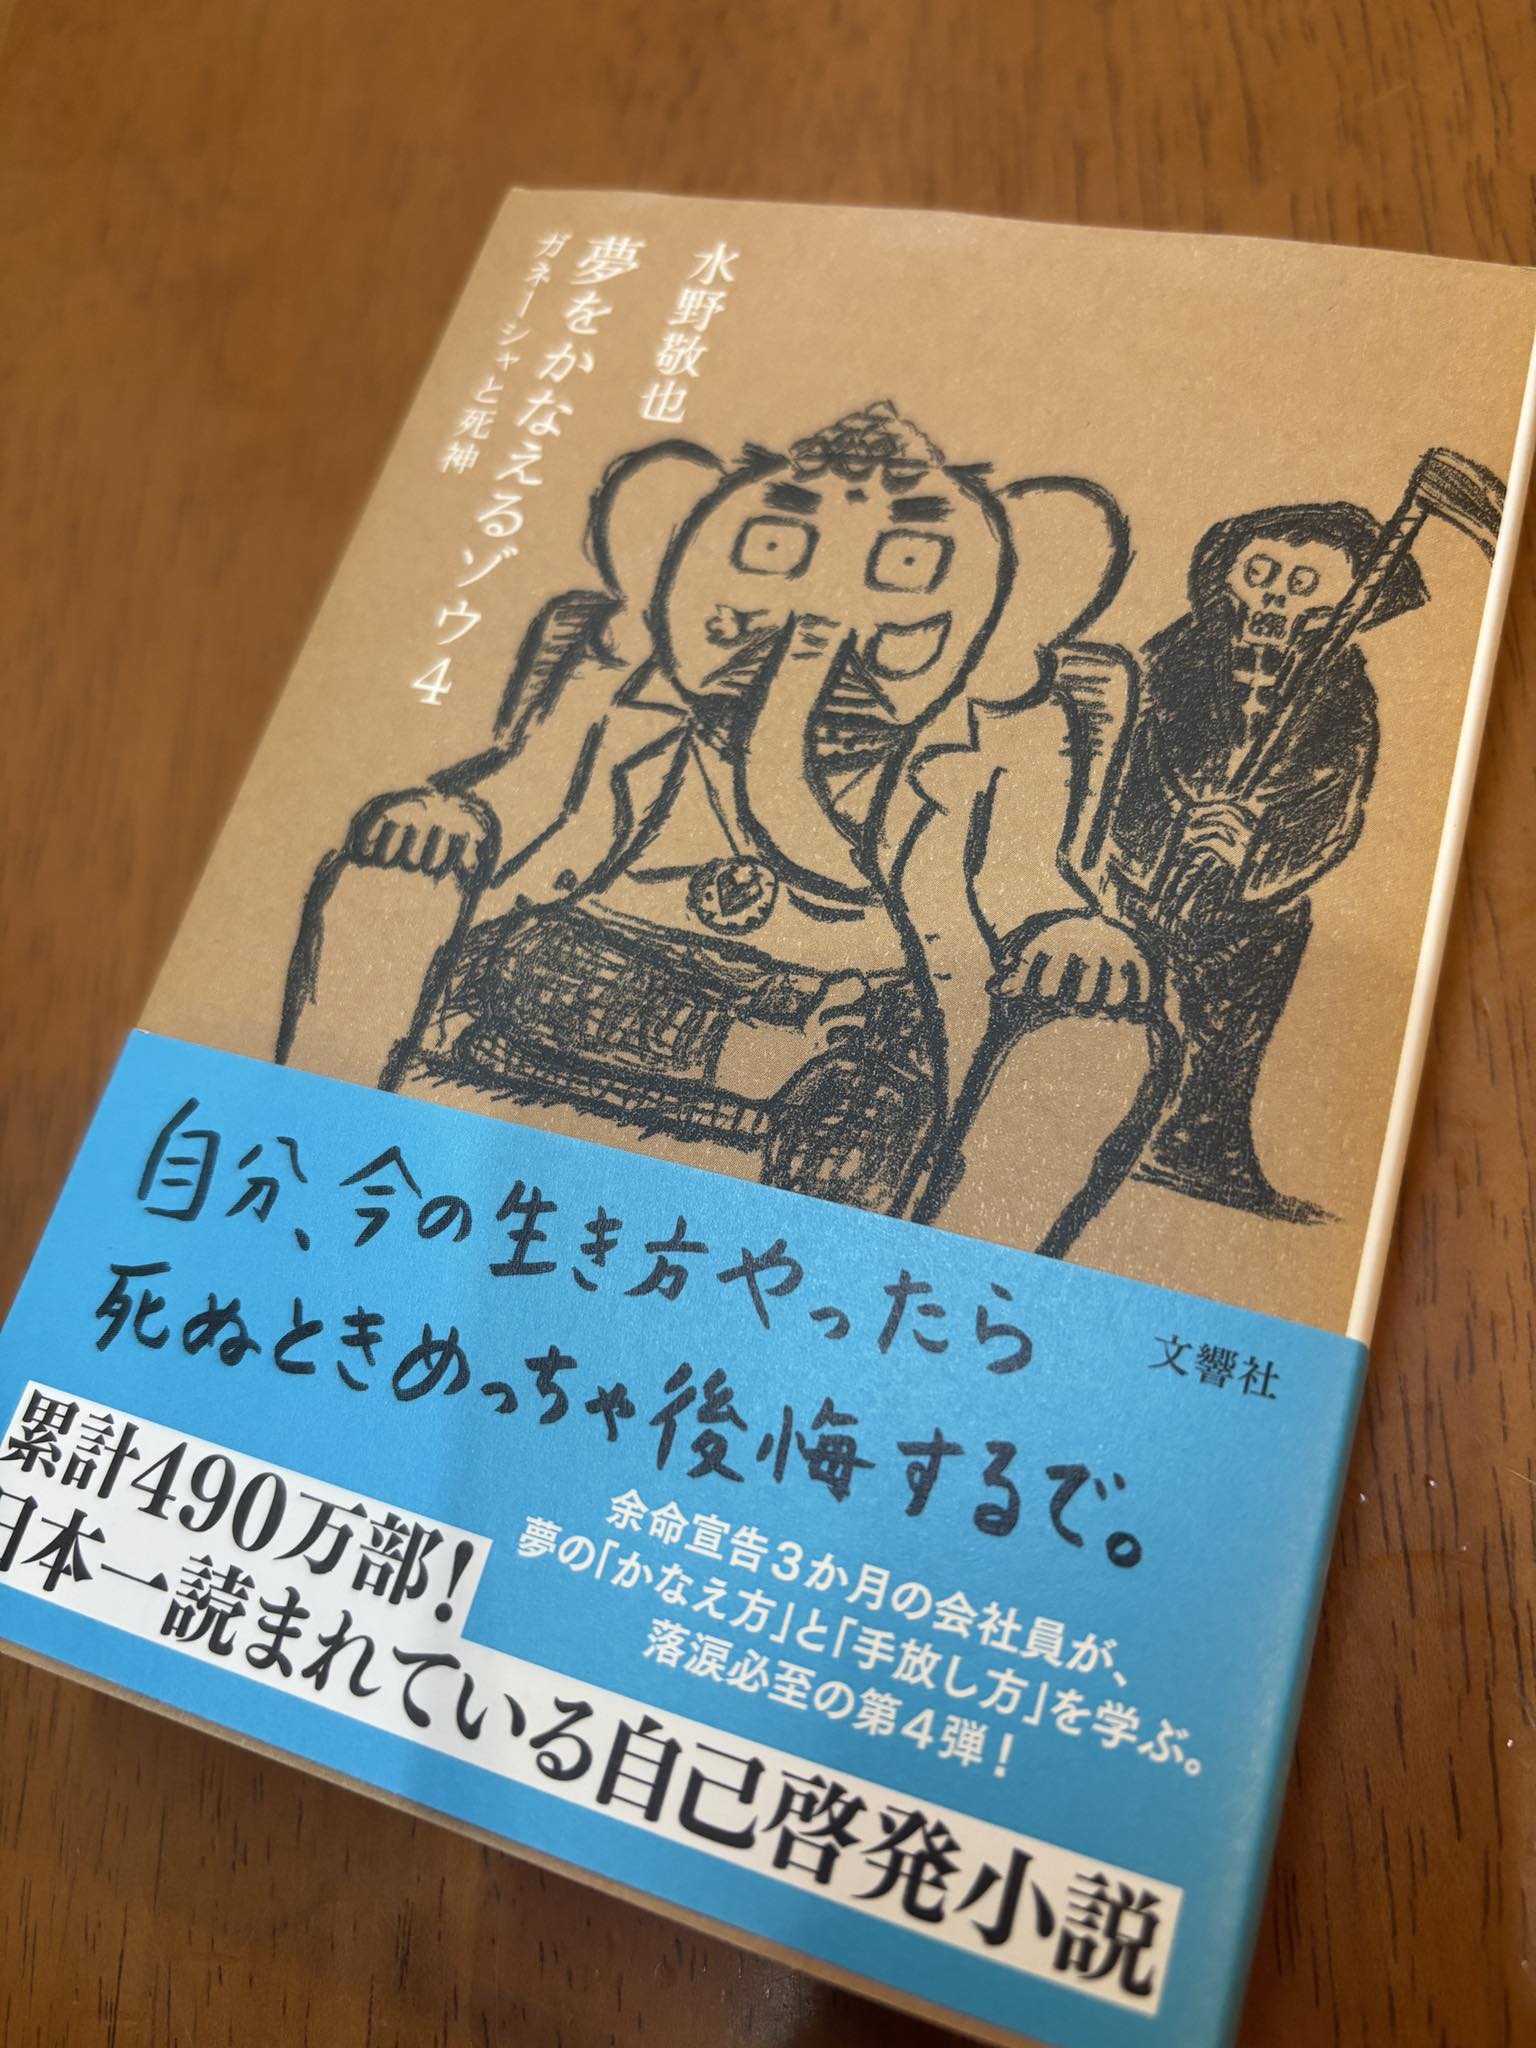 水野敬也
夢をかなえるゾウ4
ガネーシャと死神
自分、今の生き方やったら
死ぬときめっちゃ後悔するで。
文響社
余命宣告3か月の会社員が、
夢の「かなえ方」と「手放し方」を学ぶ。
落涙必至の第4弾!
累計490万部!
日本一読まれている自己啓発小説